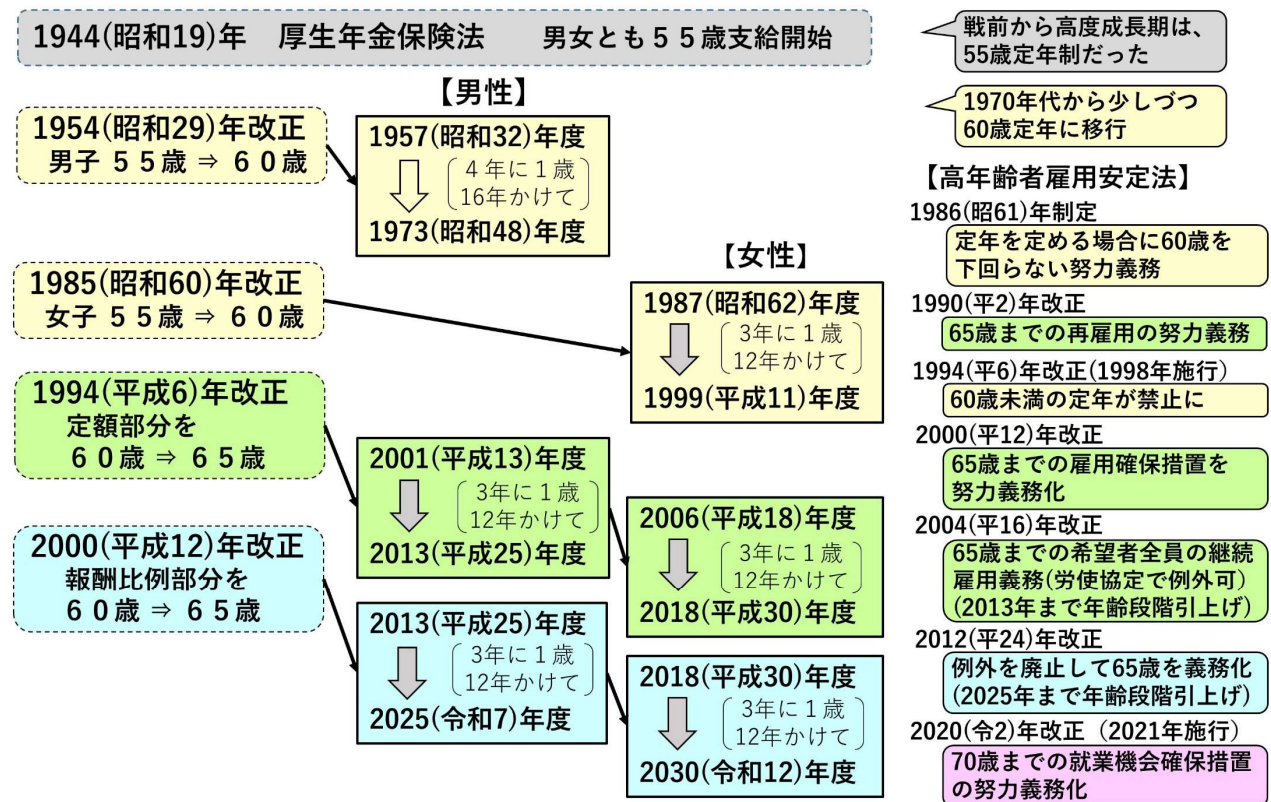 1944(昭和19)年　厚生年金保険法　　男女とも５５歳支給開始
戦前から高度成長期は、
55歳定年制だった
1970年代から少しづつ
60歳定年に移行
1954(昭和29)年改正
男子 ５５歳 ⇒ ６０歳
【男性】
1957(昭和32)年度
４年に１歳
16年かけて
1973(昭和48)年度
1985(昭和60)年改正
女子 ５５歳 ⇒ ６０歳
【女性】
1987(昭和62)年度
3年に１歳
12年かけて
1999(平成11)年度
1994(平成6)年改正
定額部分を
６０歳 ⇒ ６５歳
2001(平成13)年度
3年に１歳
12年かけて
2013(平成25)年度
2006(平成18)年度
3年に１歳
12年かけて
2018(平成30)年度
2000(平成12)年改正
報酬比例部分を
６０歳 ⇒ ６５歳
2013(平成25)年度
3年に１歳
12年かけて
2025(令和7)年度
2018(平成30)年度
3年に１歳
12年かけて
2030(令和12)年度
【高年齢者雇用安定法】
1986(昭61)年制定
定年を定める場合に60歳を
下回らない努力義務
1990(平2)年改正
65歳までの再雇用の努力義務
1994(平6)年改正(1998年施行)
60歳未満の定年が禁止に
2000(平12)年改正
65歳までの雇用確保措置を
努力義務化
2004(平16)年改正
65歳までの希望者全員の継続
雇用義務(労使協定で例外可)
(2013年まで年齢段階引上げ)
2012(平24)年改正
例外を廃止して65歳を義務化
(2025年まで年齢段階引上げ)
2020(令2)年改正（2021年施行）
70歳までの就業機会確保措置
の努力義務化